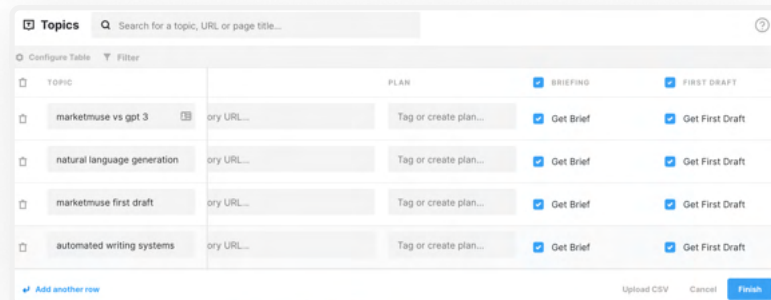 Topics Search for a topic, URL or page title...
Configure Table Filter
TOPIC PLAN BRIEFING FIRST DRAFT
marketmuse vs gpt 3 ory URL... Tag or create plan... Get Brief Get First Draft
natural language generation ory URL... Tag or create plan... Get Brief Get First Draft
marketmuse first draft ory URL... Tag or create plan... Get Brief Get First Draft
automated writing systems ory URL... Tag or create plan... Get Brief Get First Draft
Add another row Upload CSV Cancel Finish